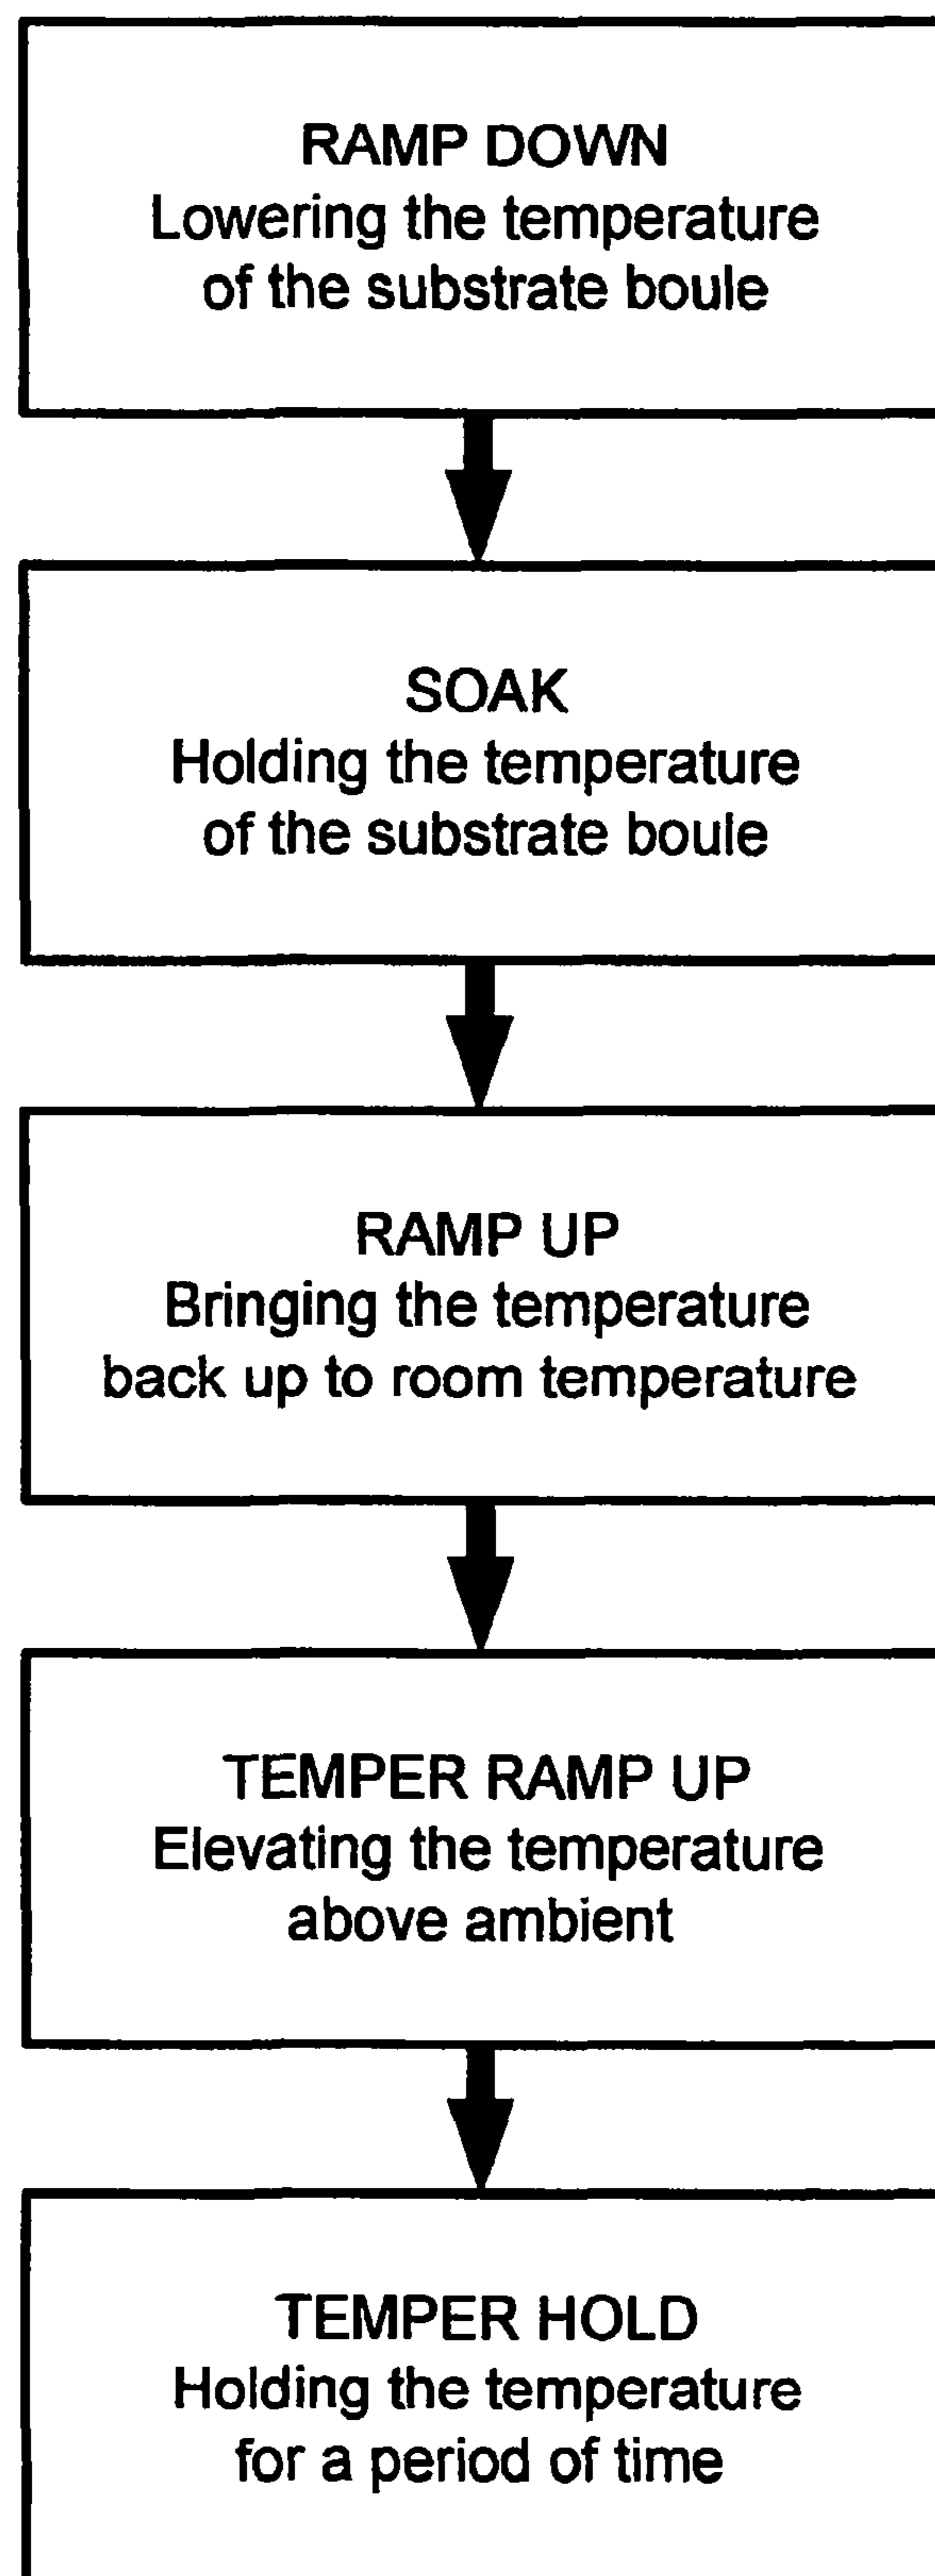 RAMP DOWN
Lowering the temperature
of the substrate boule
SOAK
Holding the temperature
of the substrate boule
RAMP UP
Bringing the temperature
back up to room temperature
TEMPER RAMP UP
Elevating the temperature
above ambient
TEMPER HOLD
Holding the temperature
for a period of time